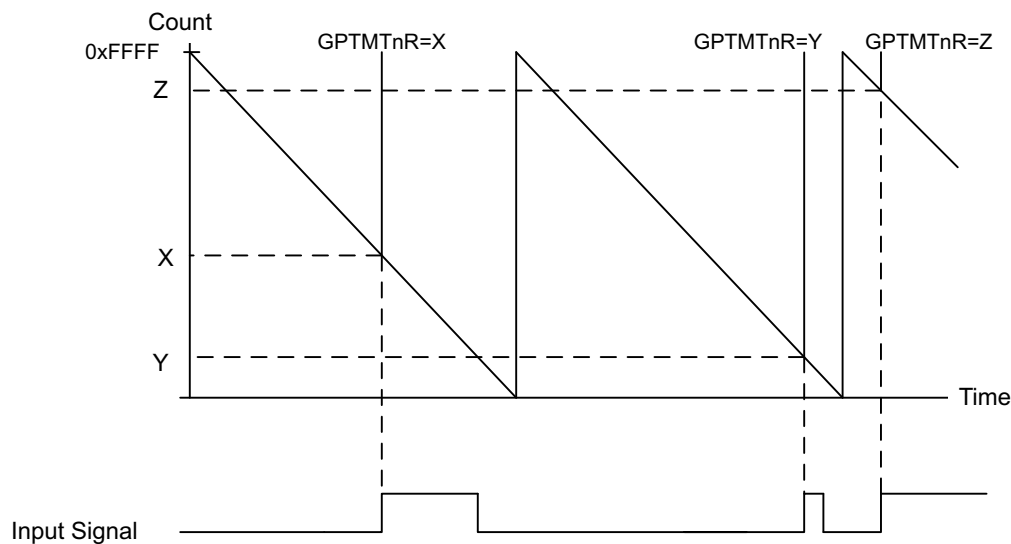 Count
0xFFFF
GPTMTnR=X
GPTMTnR=Y
GPTMTnR=Z
Z
X
Y
Time
Input Signal